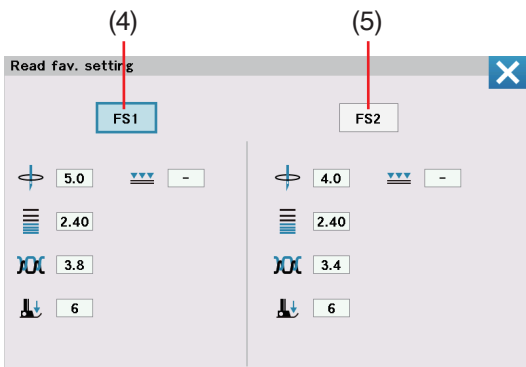 (4) (5)
Read fav. setting
FS1 FS2
5.0 - 4.0 -
2.40 2.40
3.8 3.4
6 6